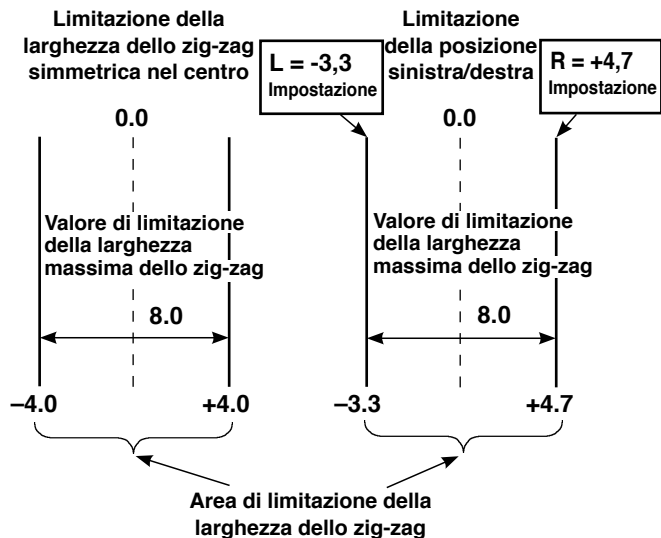 Limitazione della
larghezza dello zig-zag
simmetrica nel centro
0.0
Valore di limitazione
della larghezza
massima dello zig-zag
8.0
–4.0
+4.0
Limitazione
della posizione
sinistra/destra
L = -3,3
Impostazione
R = +4,7
Impostazione
0.0
Valore di limitazione
della larghezza
massima dello zig-zag
8.0
–3.3
+4.7
Area di limitazione della
larghezza dello zig-zag